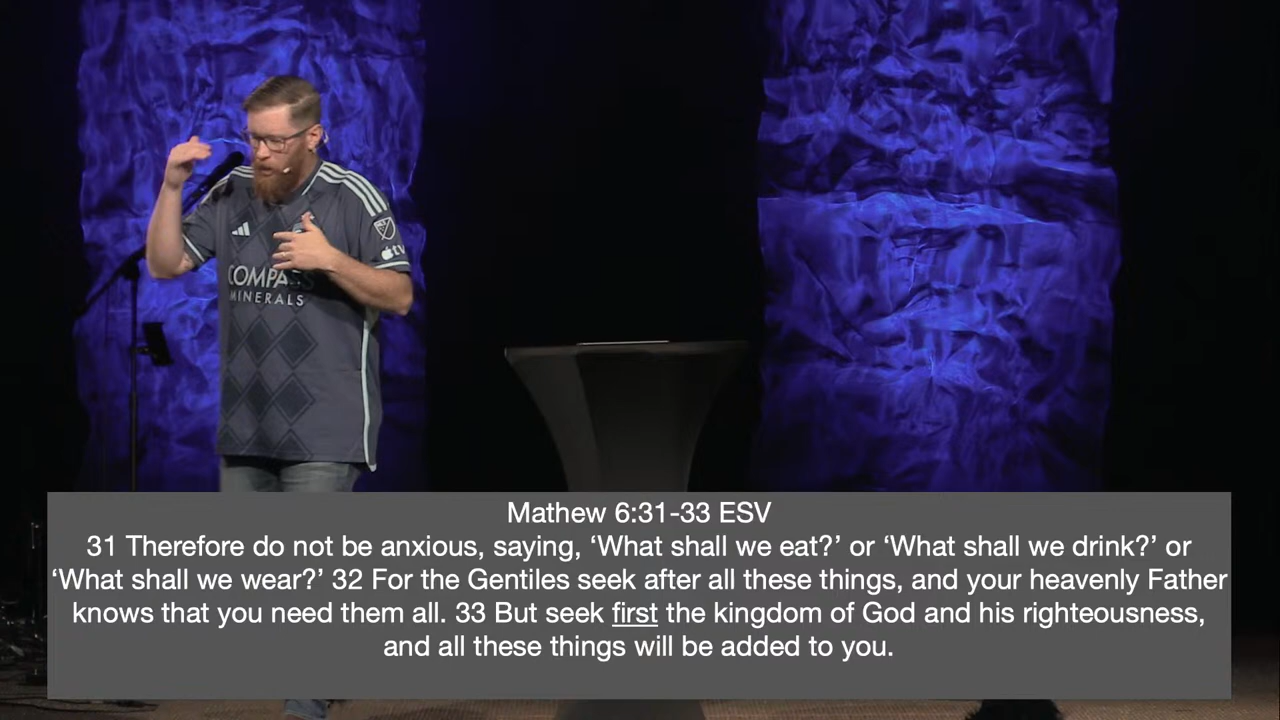 COMPASS
MINERALS
tv
Mathew 6:31-33 ESV
31 Therefore do not be anxious, saying, ‘What shall we eat?’ or ‘What shall we drink?’ or
‘What shall we wear?’ 32 For the Gentiles seek after all these things, and your heavenly Father
knows that you need them all. 33 But seek first the kingdom of God and his righteousness,
and all these things will be added to you.